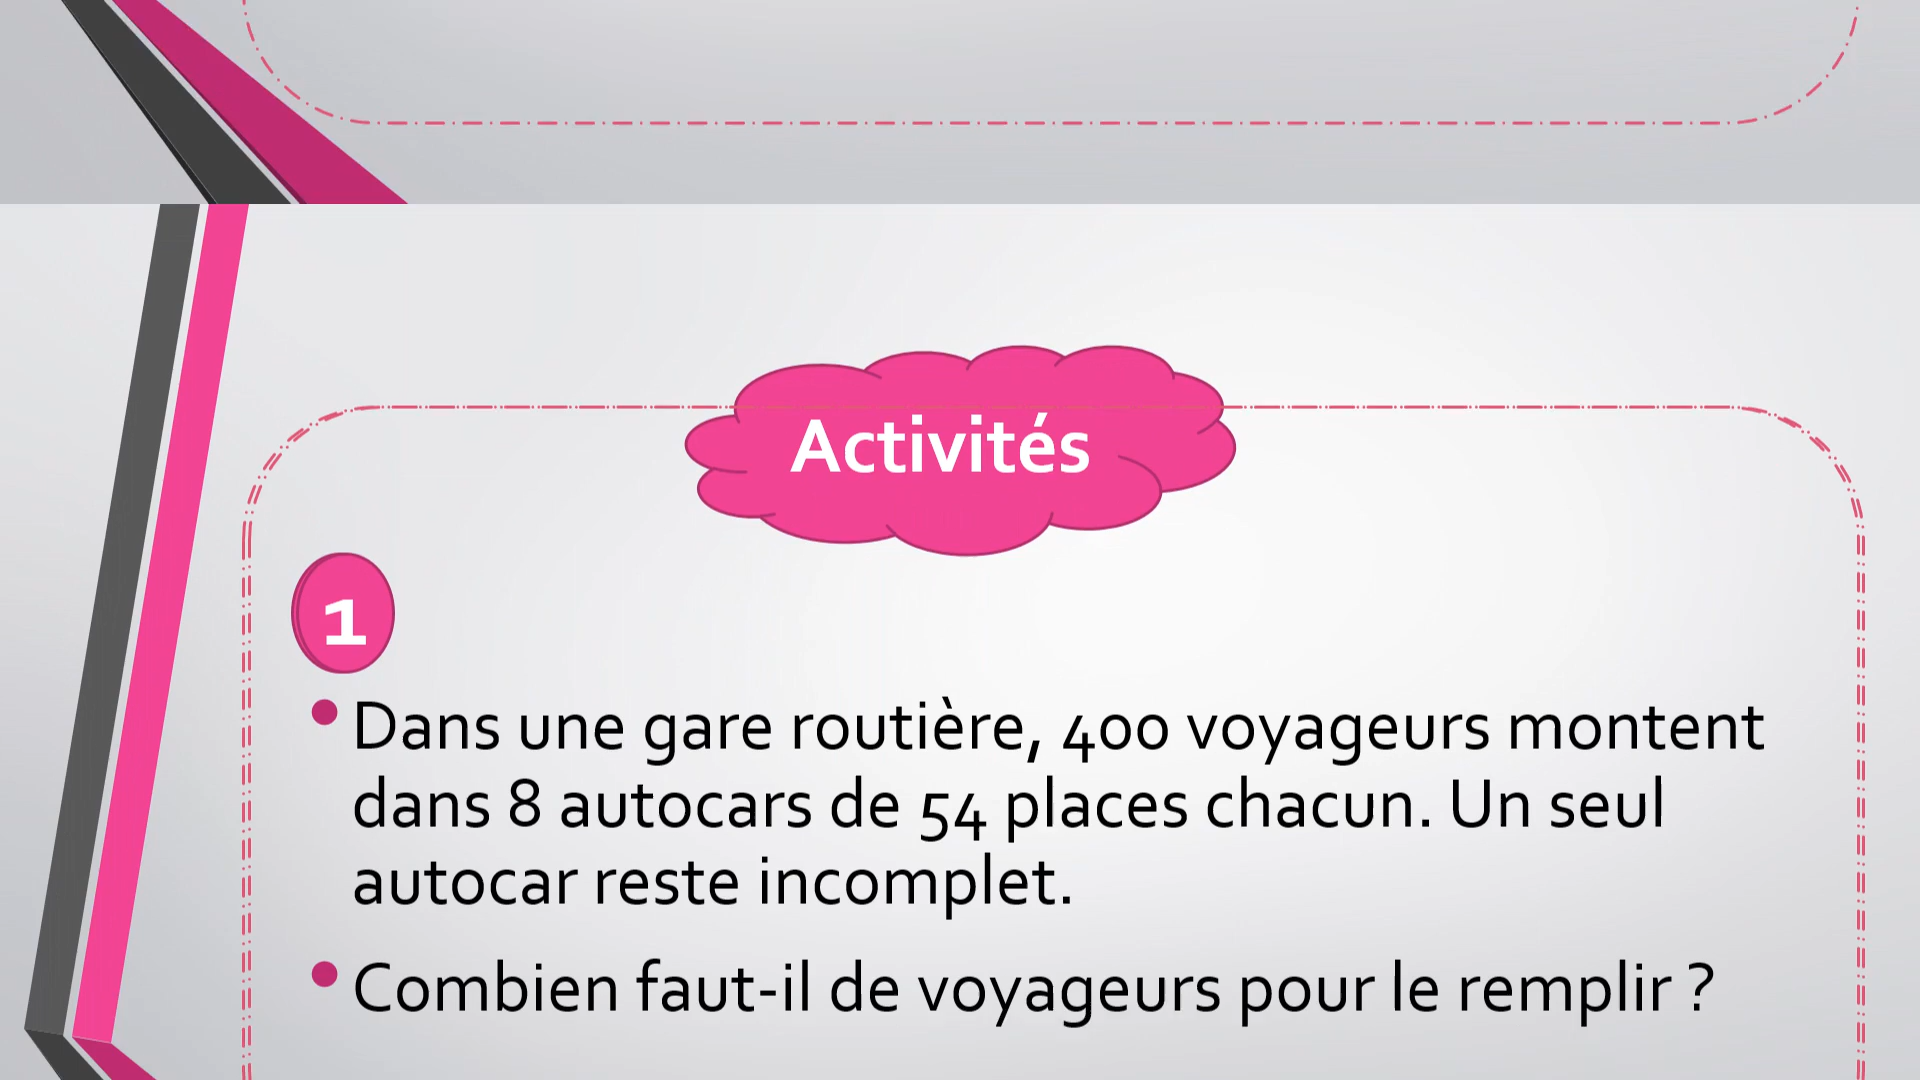 Activités
1
• Dans une gare routière, 400 voyageurs montent
dans 8 autocars de 54 places chacun. Un seul
autocar reste incomplet.
• Combien faut-il de voyageurs pour le remplir ?